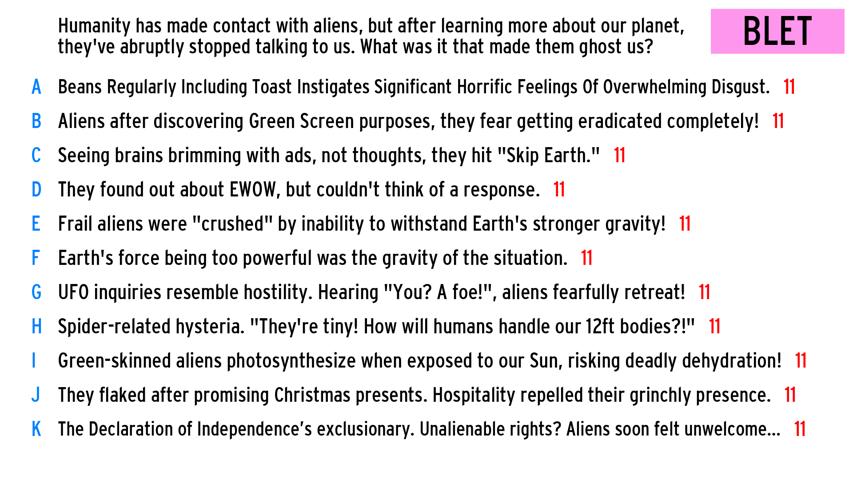 Humanity has made contact with aliens, but after learning more about our planet,
they've abruptly stopped talking to us. What was it that made them ghost us?
BLET
A Beans Regularly Including Toast Instigates Significant Horrific Feelings Of Overwhelming Disgust. 11
B Aliens after discovering Green Screen purposes, they fear getting eradicated completely! 11
C Seeing brains brimming with ads, not thoughts, they hit "Skip Earth." 11
D They found out about EWOW, but couldn't think of a response. 11
E Frail aliens were "crushed" by inability to withstand Earth's stronger gravity! 11
F Earth's force being too powerful was the gravity of the situation. 11
G UFO inquiries resemble hostility. Hearing "You? A foe!", aliens fearfully retreat! 11
H Spider-related hysteria. "They're tiny! How will humans handle our 12ft bodies?!" 11
I Green-skinned aliens photosynthesize when exposed to our Sun, risking deadly dehydration! 11
J They flaked after promising Christmas presents. Hospitality repelled their grinchly presence. 11
K The Declaration of Independence’s exclusionary. Unalienable rights? Aliens soon felt unwelcome... 11